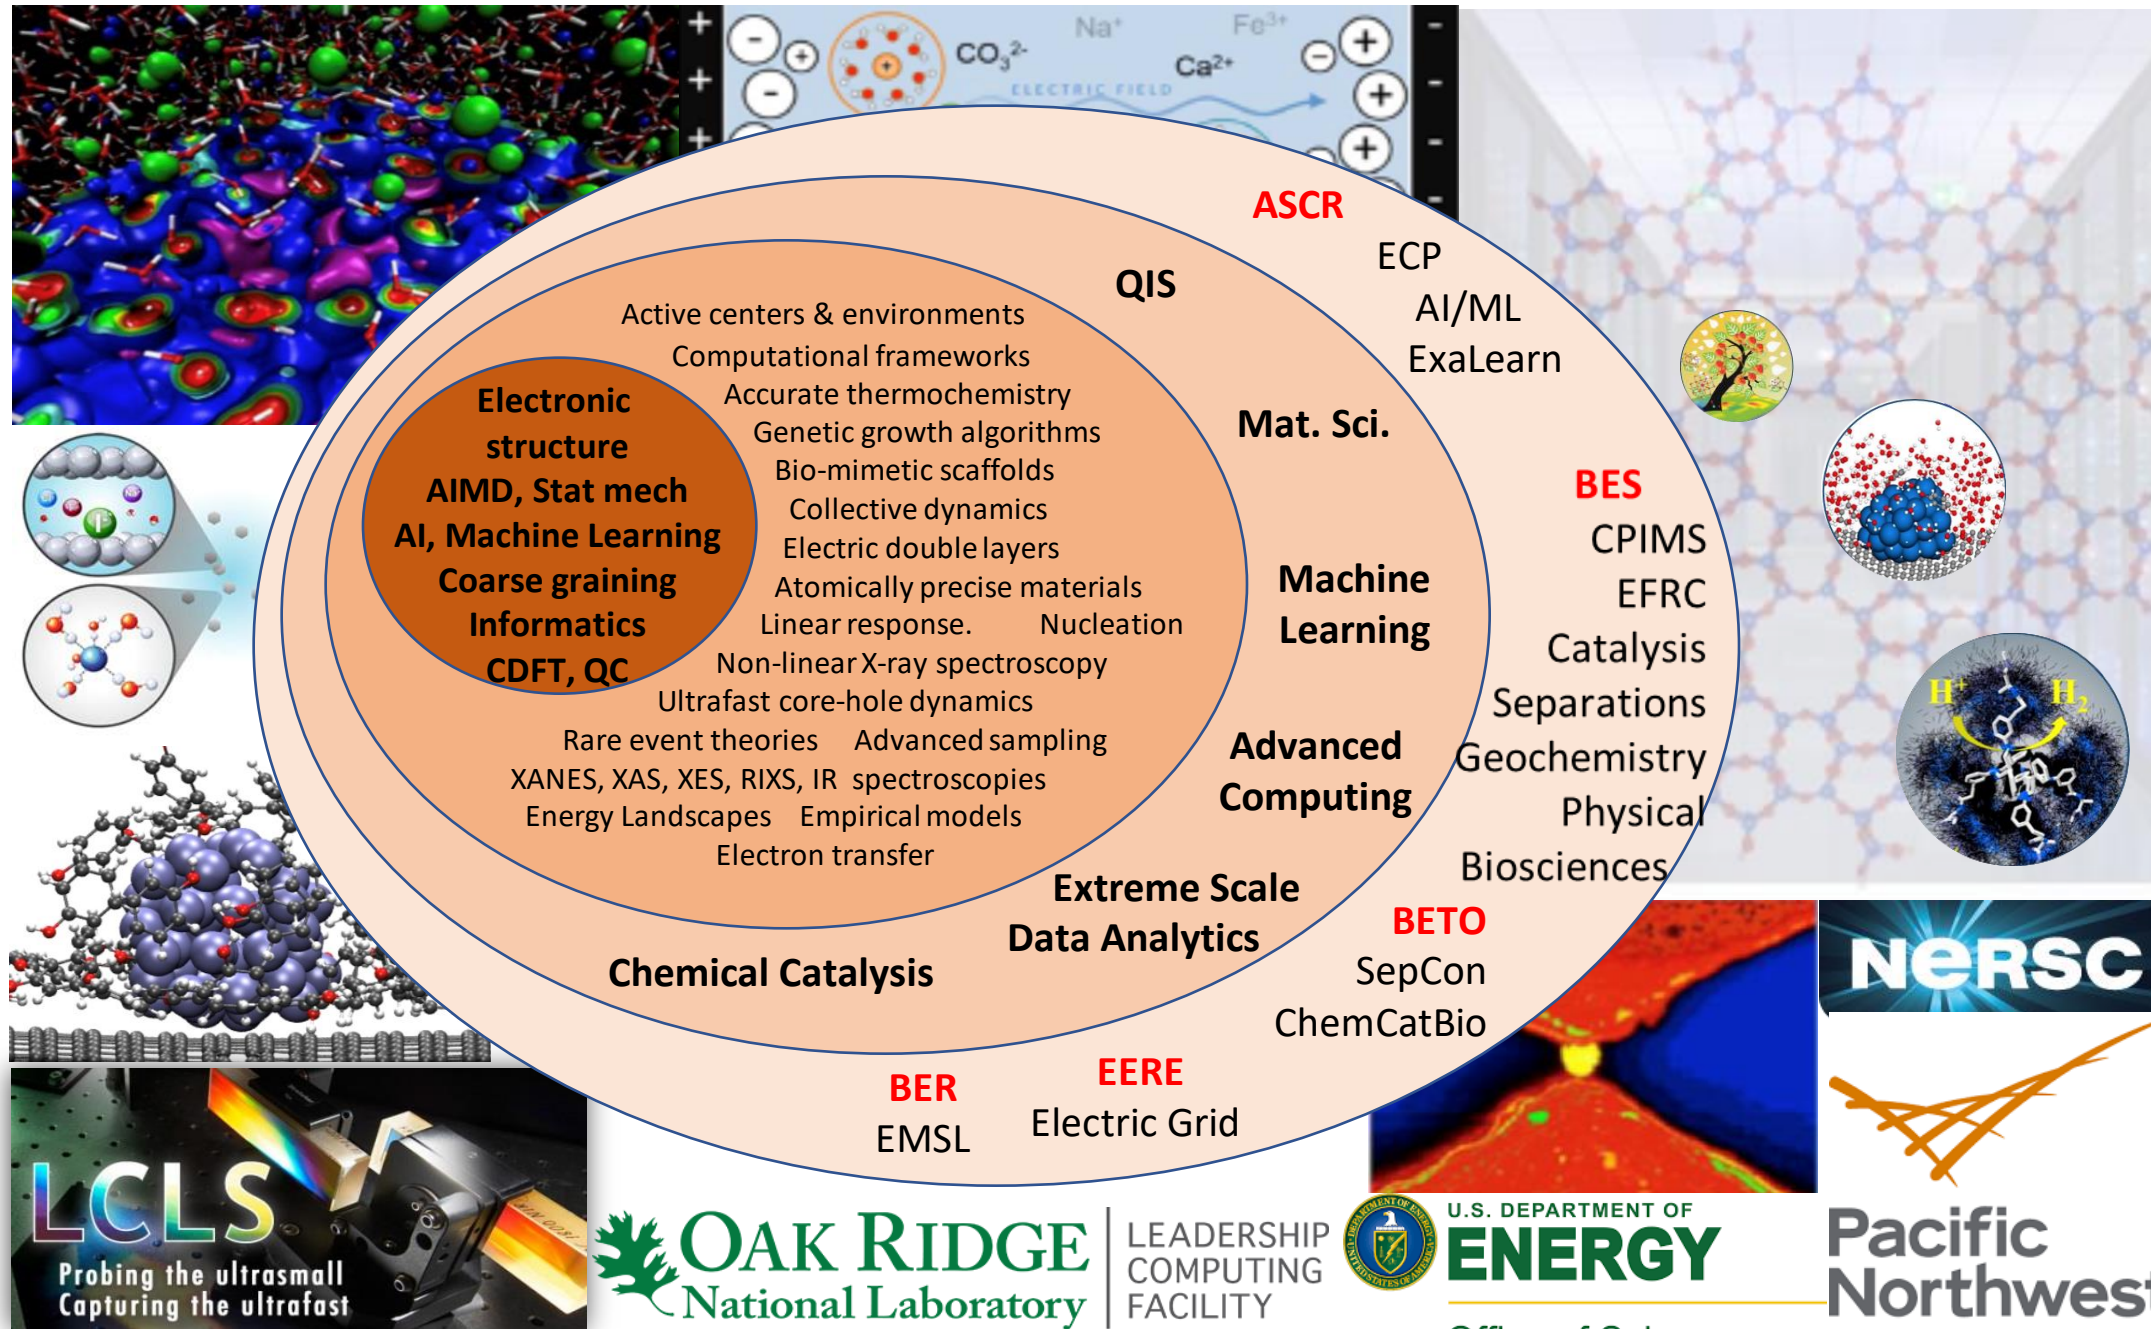 Na⁺
Fe³⁺
CO₃²⁻
Ca²⁺
ELECTRIC FIELD
ASCR
ECP
AI/ML
ExaLearn
QIS
Mat. Sci.
Machine
Learning
Advanced
Computing
Extreme Scale
Data Analytics
Chemical Catalysis
Active centers & environments
Computational frameworks
Accurate thermochemistry
Genetic growth algorithms
Bio-mimetic scaffolds
Collective dynamics
Electric double layers
Atomically precise materials
Linear response. Nucleation
Non-linear X-ray spectroscopy
Ultrafast core-hole dynamics
Rare event theories Advanced sampling
XANES, XAS, XES, RIXS, IR spectroscopies
Energy Landscapes Empirical models
Electron transfer
Electronic
structure
AIMD, Stat mech
AI, Machine Learning
Coarse graining
Informatics
CDFT, QC
BES
CPIMS
EFRC
Catalysis
Separations
Geochemistry
Physical
Biosciences
BETO
SepCon
ChemCatBio
EERE
Electric Grid
BER
EMSL
H⁺
H₂
NERSC
LCLS
Probing the ultrasmall
Capturing the ultrafast
OAK RIDGE
National Laboratory
LEADERSHIP
COMPUTING
FACILITY
U.S. DEPARTMENT OF
ENERGY
Pacific
Northwest